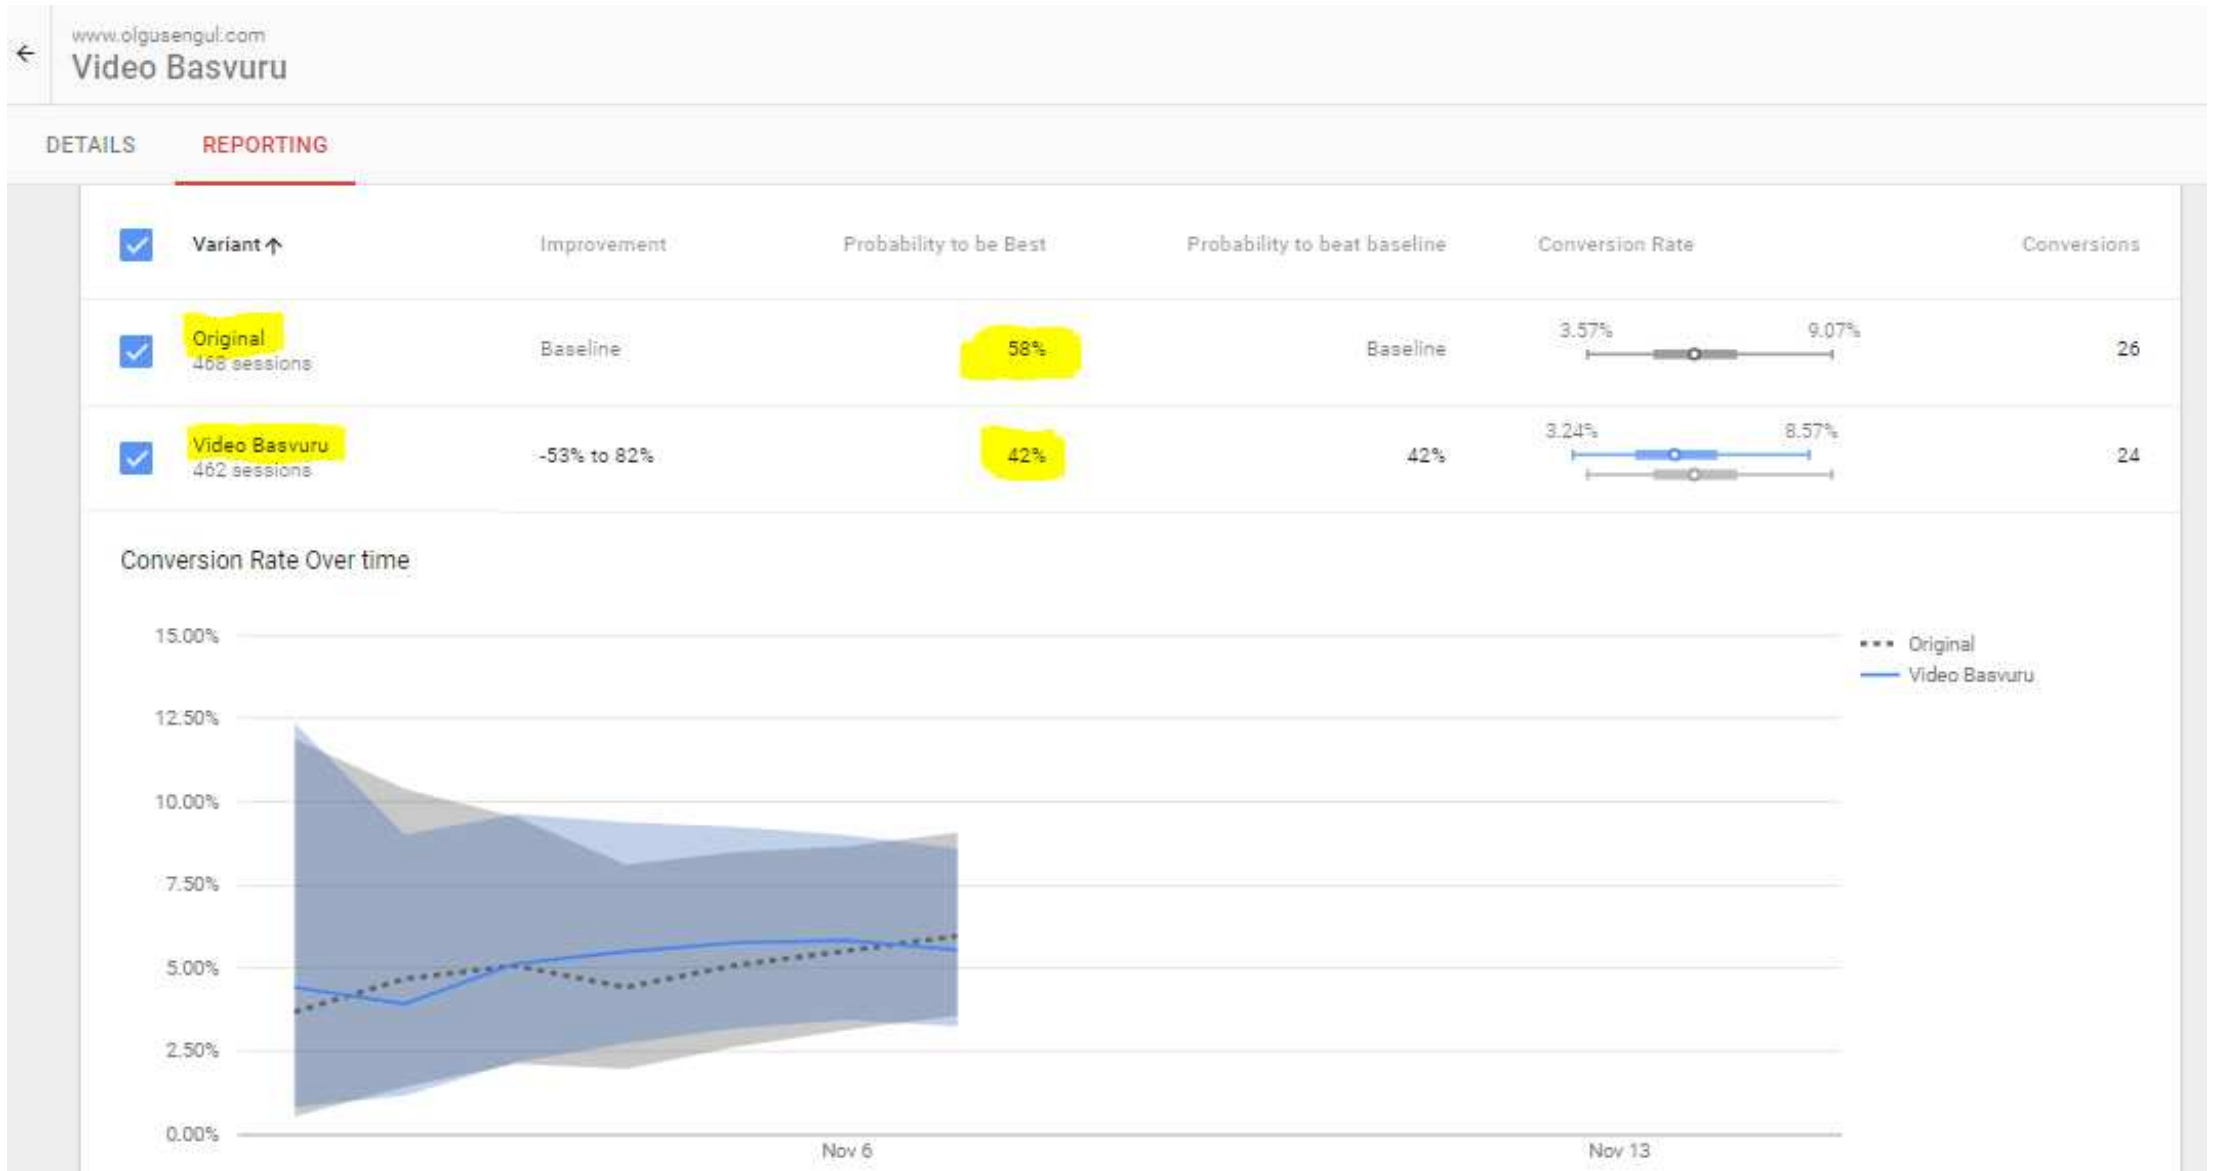 www.olgusengul.com
Video Basvuru
DETAILS REPORTING
Variant Improvement Probability to be Best Probability to beat baseline Conversion Rate Conversions
Original
468 sessions
Baseline 58% Baseline 3.57% 9.07% 26
Video Basvuru
462 sessions
-53% to 82% 42% 42% 3.24% 8.57% 24
Conversion Rate Over time
15.00%
12.50%
10.00%
7.50%
5.00%
2.50%
0.00%
Nov 6 Nov 13
Original
Video Basvuru